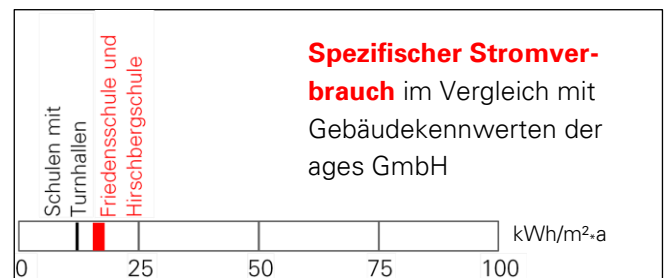 Schulen mit
Turnhallen
Friedensschule und
Hirschbergschule
Spezifischer Stromver-
brauch im Vergleich mit
Gebäudekennwerten der
ages GmbH
kWh/m²*a
0 25 50 75 100